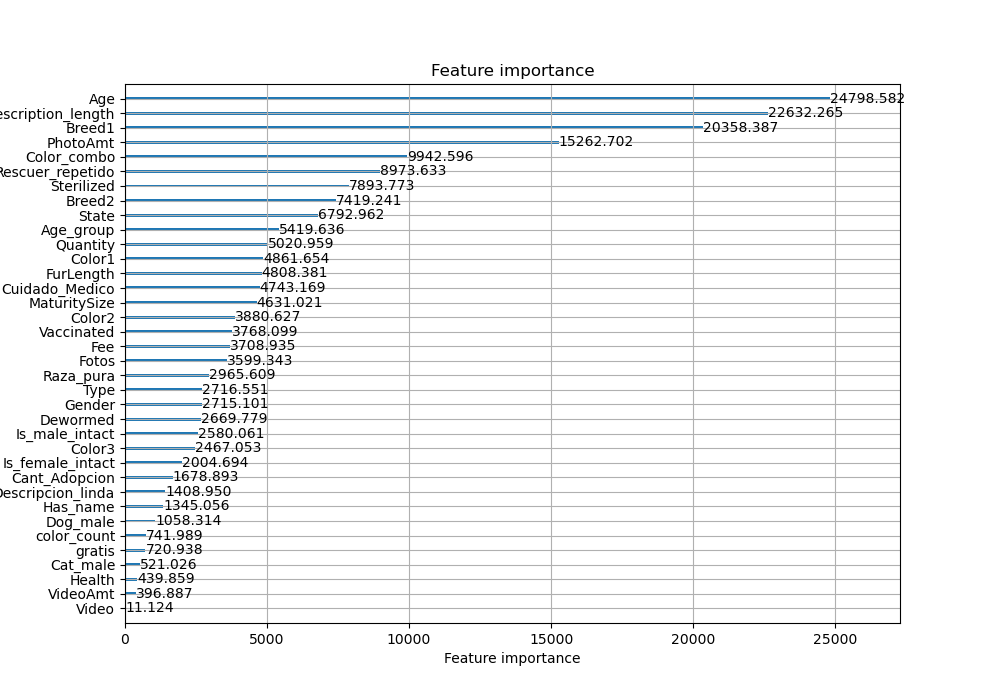 Feature importance
Age 24798.582
escription_length 22632.265
Breed1 20358.387
PhotoAmt 15262.702
Color_combo 9942.596
Rescuer_repetido 8973.633
Sterilized 7893.773
Breed2 7419.241
State 6792.962
Age_group 5419.636
Quantity 5020.959
Color1 4861.654
FurLength 4808.381
Cuidado_Medico 4743.169
MaturitySize 4631.021
Color2 3880.627
Vaccinated 3768.099
Fee 3708.935
Fotos 3599.343
Raza_pura 2965.609
Type 2716.551
Gender 2715.101
Dewormed 2669.779
Is_male_intact 2580.061
Color3 2467.053
Is_female_intact 2004.694
Cant_Adopcion 1678.893
Descripcion_linda 1408.950
Has_name 1345.056
Dog_male 1058.314
color_count 741.989
gratis 720.938
Cat_male 521.026
Health 439.859
VideoAmt 396.887
Video 11.124
0 5000 10000 15000 20000 25000
Feature importance